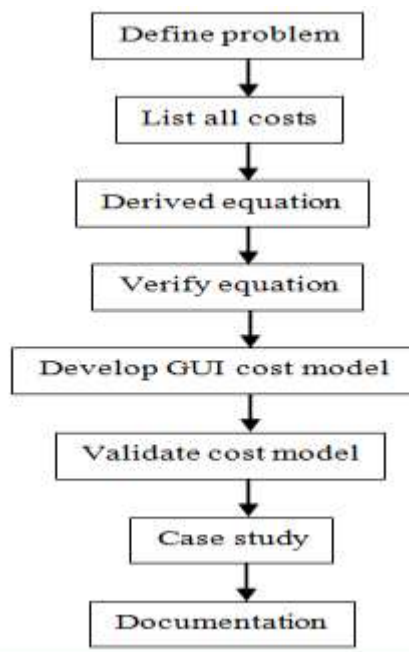 Define problem
List all costs
Derived equation
Verify equation
Develop GUI cost model
Validate cost model
Case study
Documentation